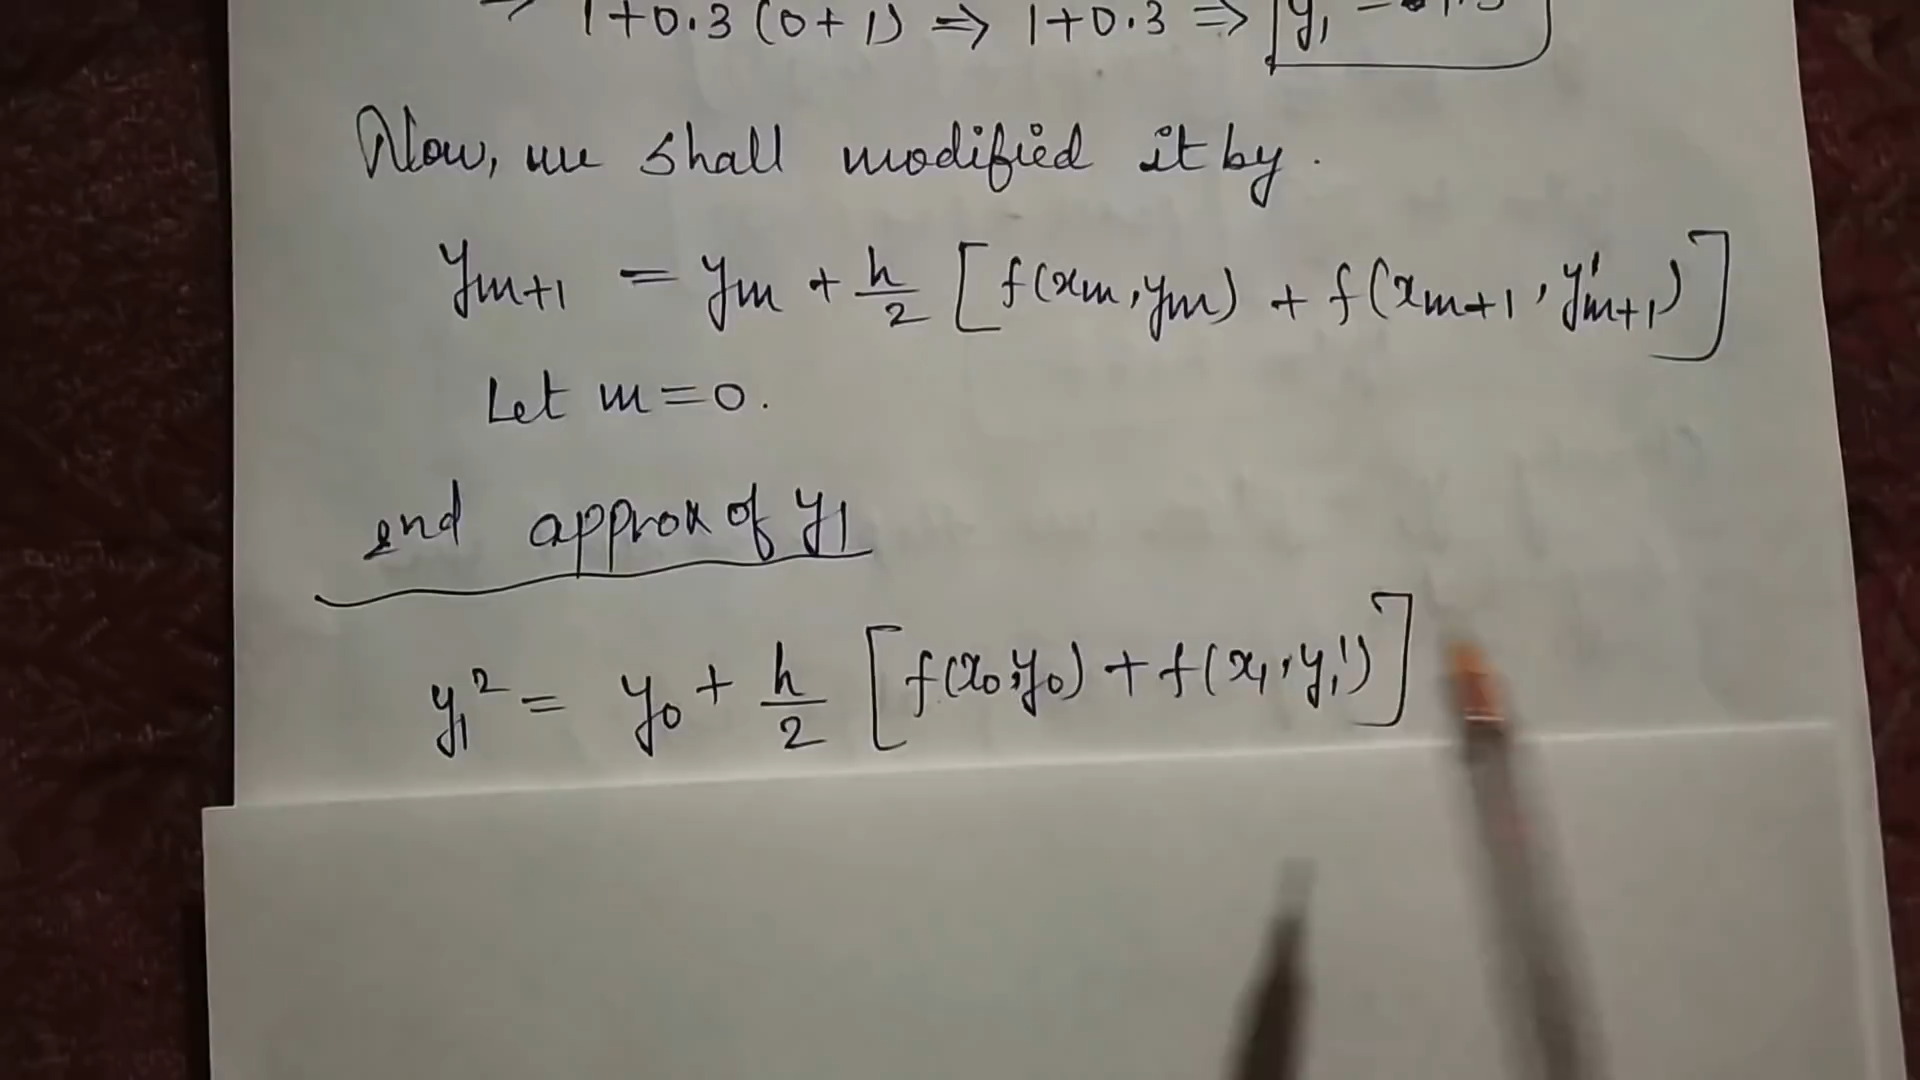 ⇒ 1+0.3 (0+1) ⇒ 1+0.3 ⇒ y₁ =
Now, we shall modified it by.
yₘ₊₁ = yₘ + h/2 [f(xₘ, yₘ) + f(xₘ₊₁, y'ₘ₊₁)]
Let m=0.
2nd approx of y₁
y₁² = y₀ + h/2 [f(x₀, y₀) + f(x₁, y₁')]